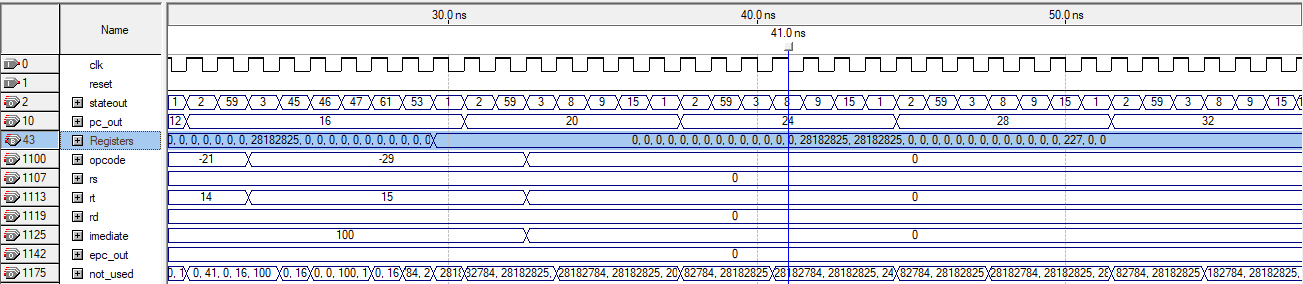 Name
30.0 ns 40.0 ns 50.0 ns
41.0 ns
0 clk
1 reset
2 stateout 1 2 59 3 45 46 47 61 53 1 2 59 3 8 9 15 1 2 59 3 8 9 15 1 2 59 3 8 9 15 1 2 59 3 8 9 15
10 pc_out 12 16 20 24 28 32
43 Registers 0, 0, 0, 0, 0, 0, 28182825, 0, 0, 0, 0, 0, 0, 0, 0, 0, 0, 0, 0 0, 0, 0, 0, 0, 0, 0, 0, 0, 0, 0, 0, 0, 28182825, 28182825, 0, 0, 0, 0, 0, 0, 0, 0, 0, 0, 0, 0, 0, 227, 0, 0
1100 opcode -21 -29 0
1107 rs 0
1113 rt 14 15 0
1119 rd 0
1125 imediate 100 0
1142 epc_out 0
1175 not_used 0, 1 0, 41, 0, 16, 100 0, 16 0, 0, 100, 1 0, 16 84, 2 2818 82784, 28182825, 28182784, 28182825, 20 82784, 28182825, 28182784, 28182825, 24 82784, 28182825, 28182784, 28182825, 28 82784, 28182825, 182784, 28182825,